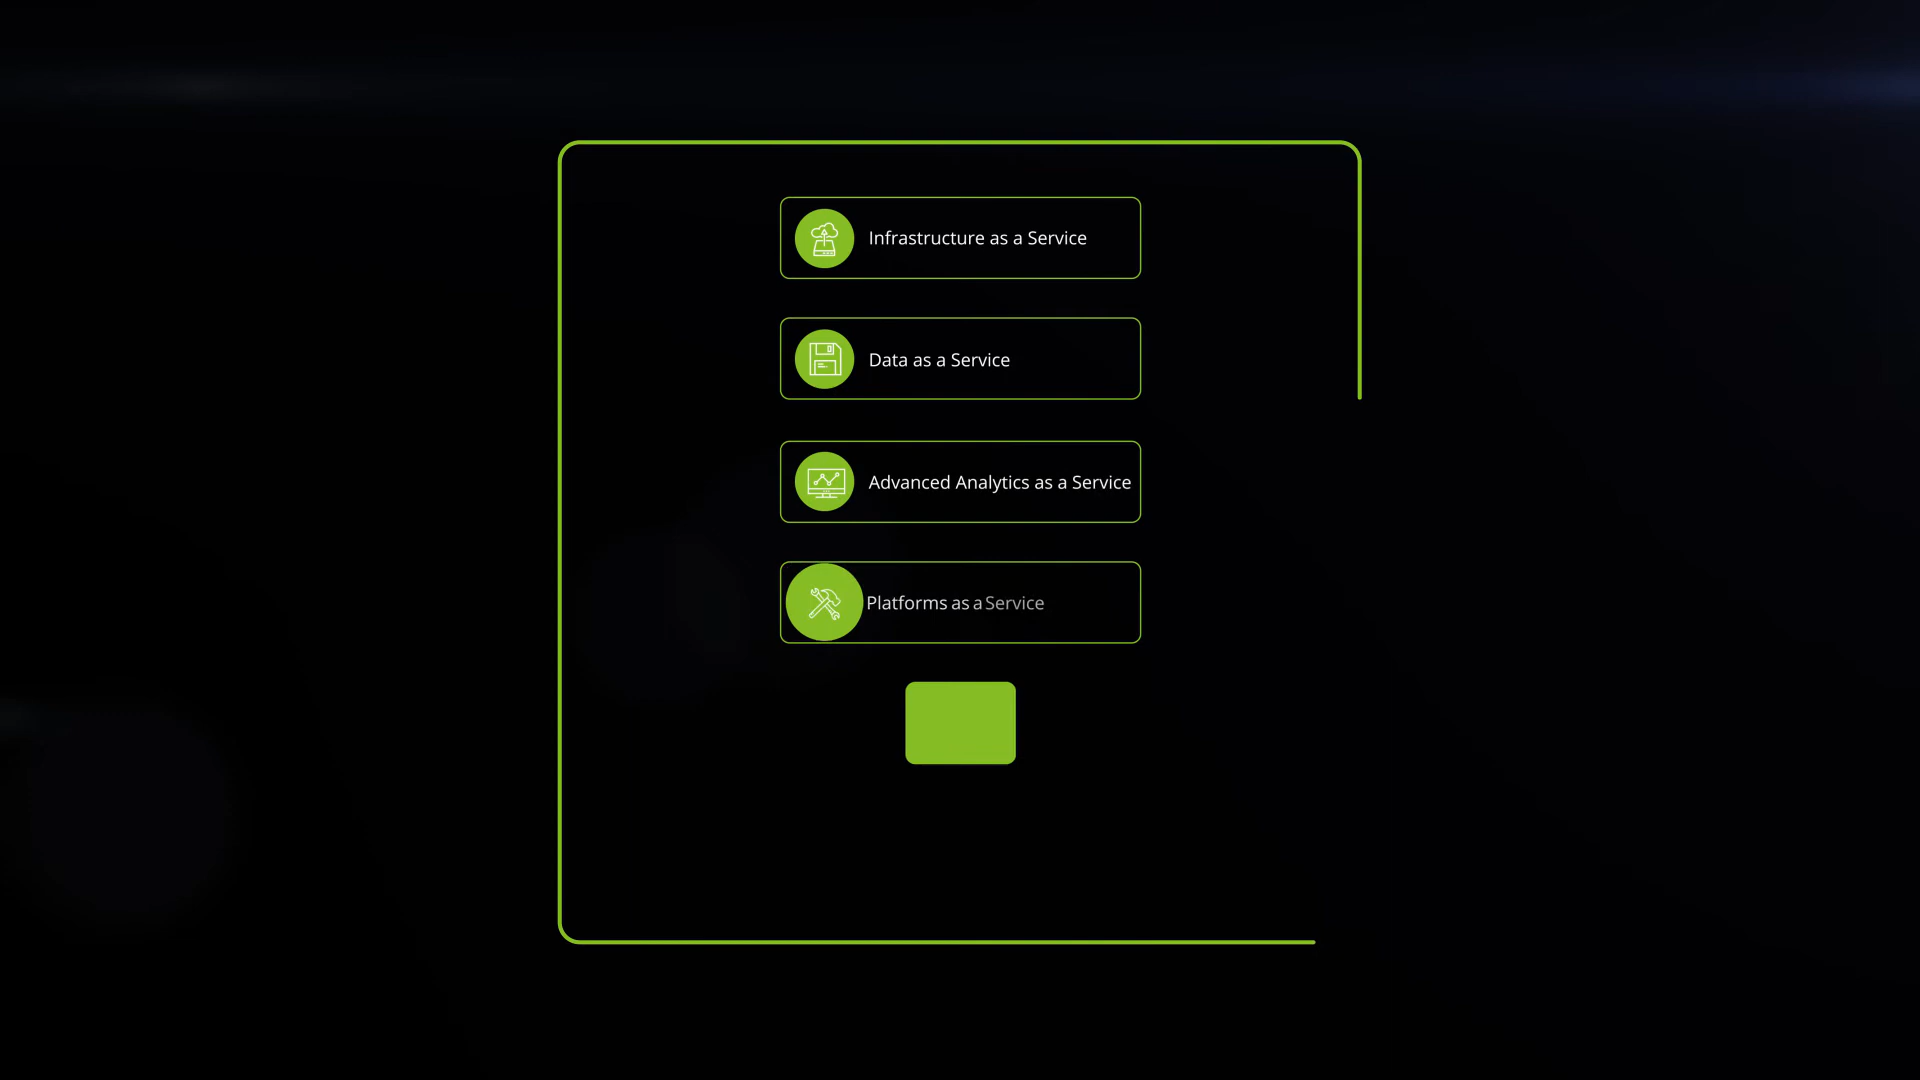 Infrastructure as a Service
Data as a Service
Advanced Analytics as a Service
Platforms as a Service